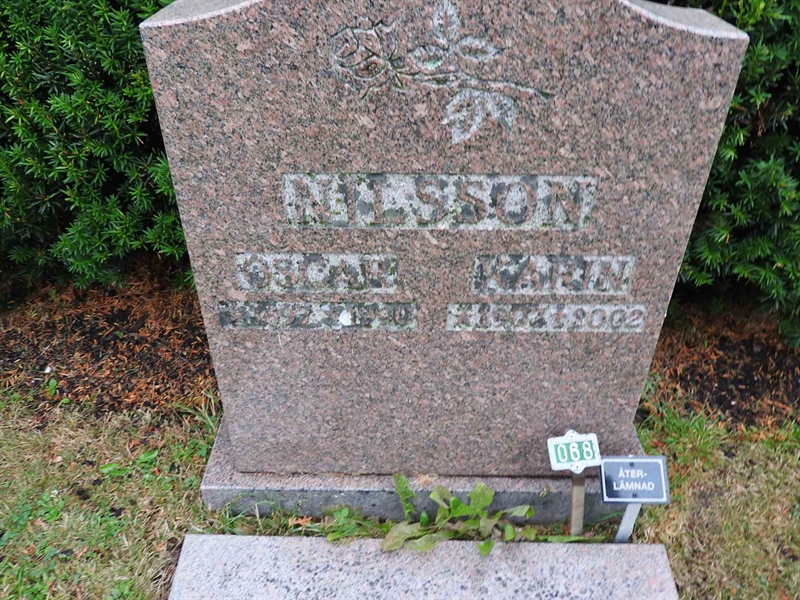 NILSSON
OSCAR KARIN
068
ÅTER-
LÄMNAD